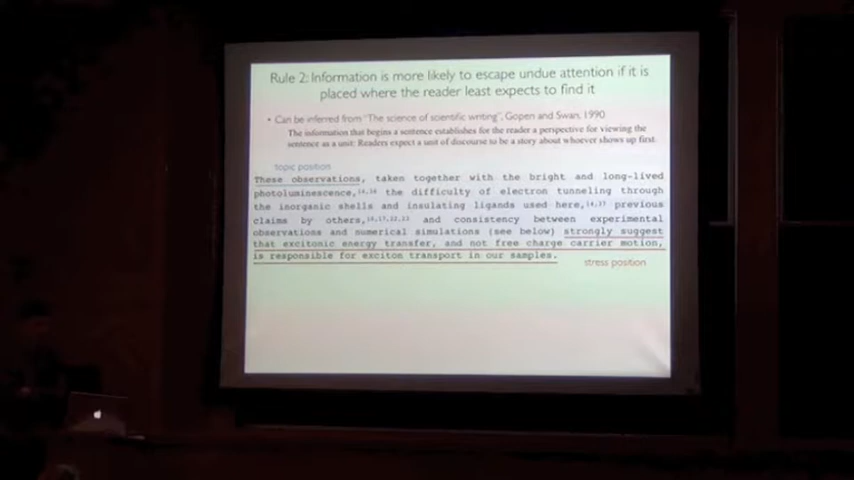 Rule 2: Information is more likely to escape undue attention if it is
placed where the reader least expects to find it
• Can be inferred from "The science of scientific writing", Gopen and Swan, 1990
The information that begins a sentence establishes for the reader a perspective for viewing the
sentence as a unit: Readers expect a unit of discourse to be a story about whoever shows up first.
topic position
These observations, taken together with the bright and long-lived
photoluminescence, the difficulty of electron tunneling through
the inorganic shells and insulating ligands used here, previous
claims by others, and consistency between experimental
observations and numerical simulations (see below) strongly suggest
that excitonic energy transfer, and not free charge carrier motion,
is responsible for exciton transport in our samples.
stress position